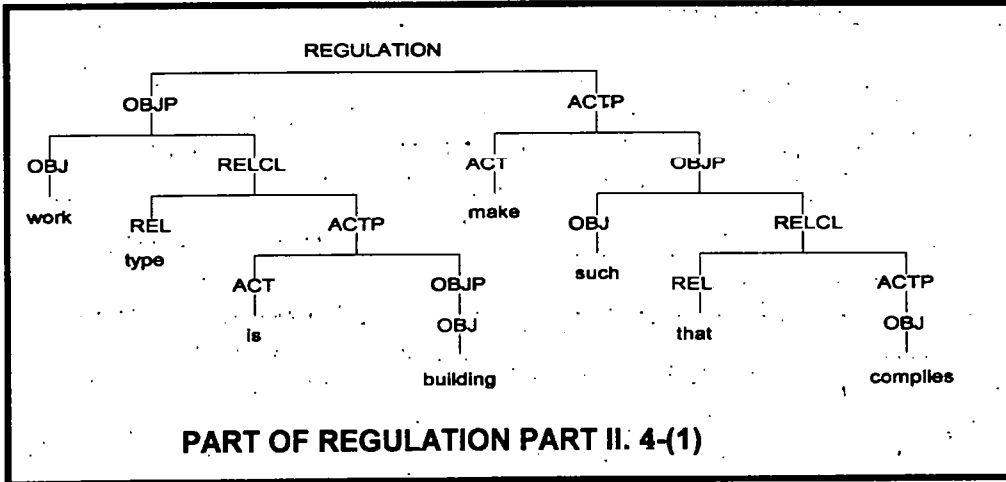 REGULATION
OBJP ACTP
OBJ RELCL ACT OBJP
work REL ACTP make OBJ RELCL
type ACT OBJP such REL ACTP
is OBJ that OBJ
building complies
PART OF REGULATION PART II. 4-(1)